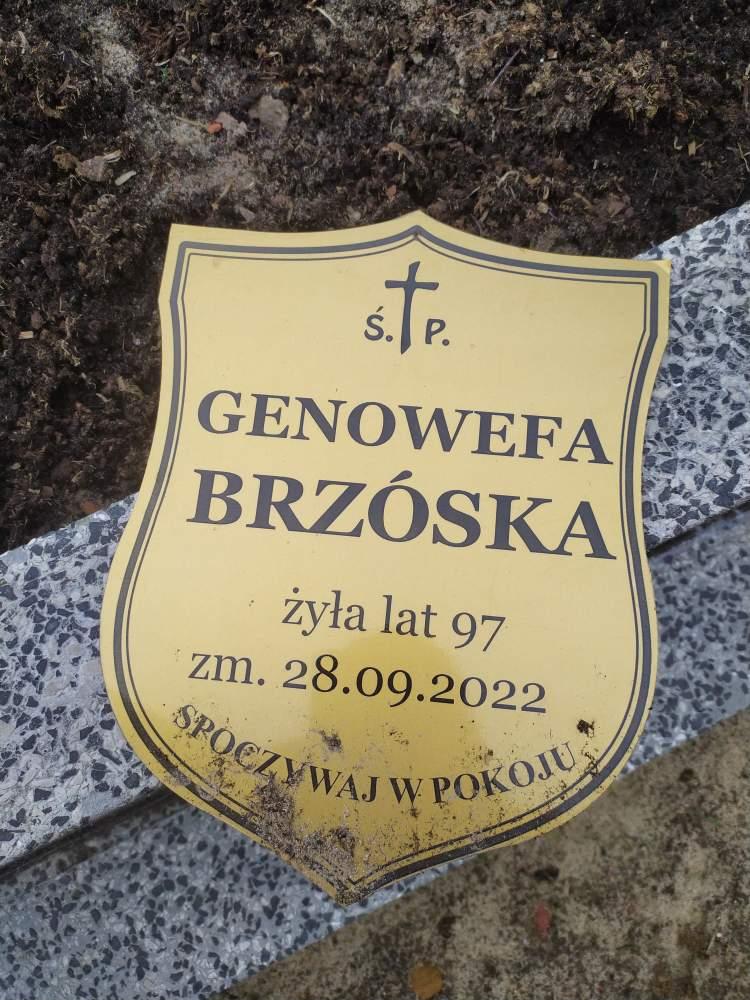 Ś. P.
GENOWEFA
BRZÓSKA
żyła lat 97
zm. 28.09.2022
SPOCZYWAJ W POKOJU